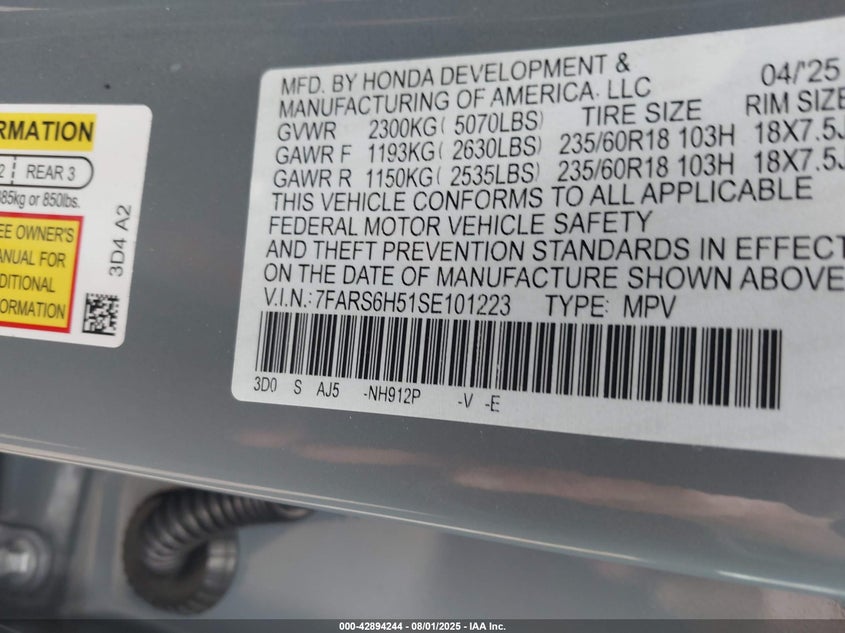 RMATION
2 REAR 3
385kg or 850lbs.
EE OWNER'S
ANUAL FOR
DITIONAL
FORMATION
3D4 A2
MFD. BY HONDA DEVELOPMENT & 04/'25
MANUFACTURING OF AMERICA, LLC
TIRE SIZE RIM SIZE
GVWR 2300KG( 5070LBS)
GAWR F 1193KG( 2630LBS) 235/60R18 103H 18X7.5J
GAWR R 1150KG( 2535LBS) 235/60R18 103H 18X7.5J
THIS VEHICLE CONFORMS TO ALL APPLICABLE
FEDERAL MOTOR VEHICLE SAFETY
AND THEFT PREVENTION STANDARDS IN EFFECT
ON THE DATE OF MANUFACTURE SHOWN ABOVE
V.I.N.: 7FARS6H51SE101223 TYPE: MPV
3D0 S AJ5 -NH912P -V -E
000-42894244 | 08/01/2025 - IAA Inc.